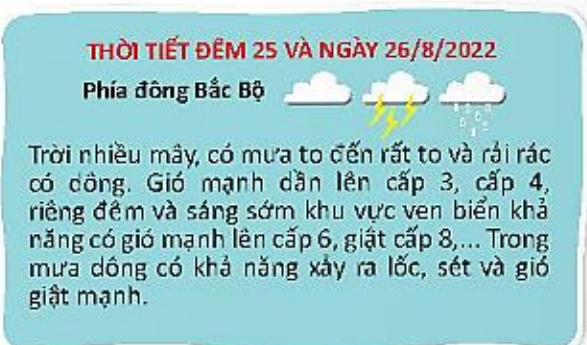 THỜI TIẾT ĐÊM 25 VÀ NGÀY 26/8/2022
Phía đông Bắc Bộ
Trời nhiều mây, có mưa to đến rất to và rải rác
có dông. Gió mạnh dần lên cấp 3, cấp 4,
riêng đêm và sáng sớm khu vực ven biển khả
năng có gió mạnh lên cấp 6, giật cấp 8,... Trong
mưa dông có khả năng xảy ra lốc, sét và gió
giật mạnh.